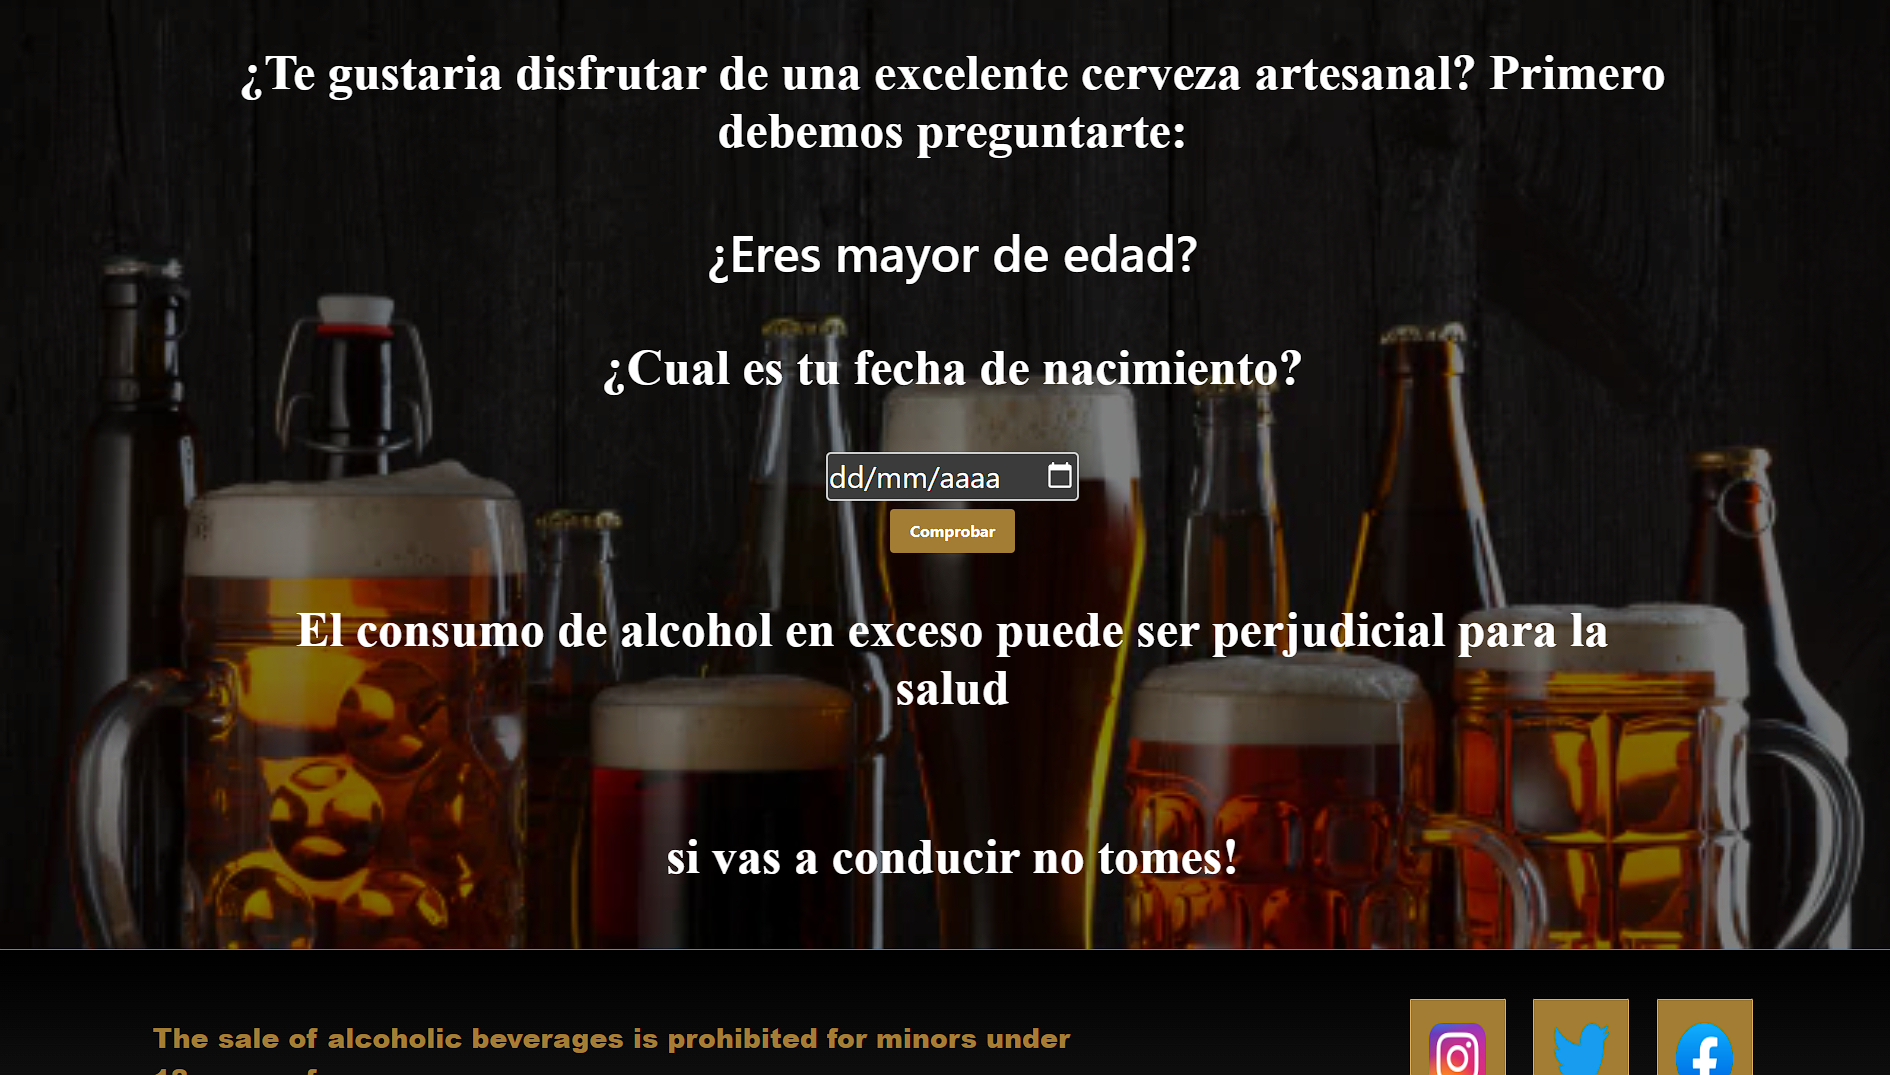 ¿Te gustaria disfrutar de una excelente cerveza artesanal? Primero
debemos preguntarte:
¿Eres mayor de edad?
¿Cual es tu fecha de nacimiento?
dd/mm/aaaa
Comprobar
El consumo de alcohol en exceso puede ser perjudicial para la
salud
si vas a conducir no tomes!
The sale of alcoholic beverages is prohibited for minors under